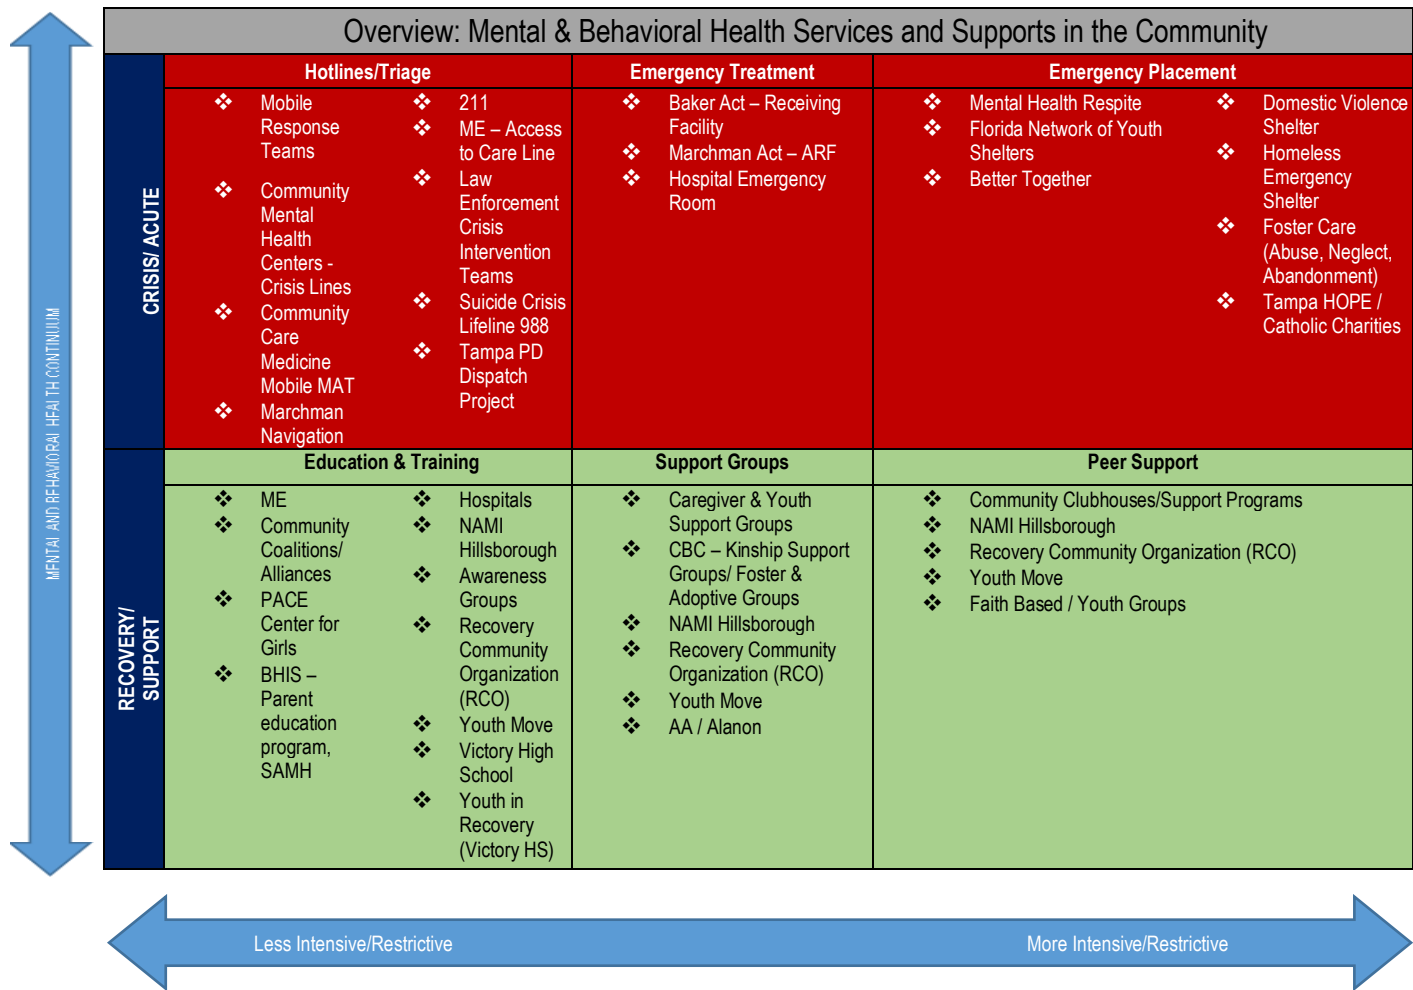 Overview: Mental & Behavioral Health Services and Supports in the Community
MENTAL AND BEHAVIORAL HEALTH CONTINUUM
CRISIS/ ACUTE
Hotlines/Triage
❖ Mobile
Response
Teams
❖ Community
Mental
Health
Centers -
Crisis Lines
❖ Community
Care
Medicine
Mobile MAT
❖ Marchman
Navigation
❖ 211
❖ ME – Access
to Care Line
❖ Law
Enforcement
Crisis
Intervention
Teams
❖ Suicide Crisis
Lifeline 988
❖ Tampa PD
Dispatch
Project
Emergency Treatment
❖ Baker Act – Receiving
Facility
❖ Marchman Act – ARF
❖ Hospital Emergency
Room
Emergency Placement
❖ Mental Health Respite
❖ Florida Network of Youth
Shelters
❖ Better Together
❖ Domestic Violence
Shelter
❖ Homeless
Emergency
Shelter
❖ Foster Care
(Abuse, Neglect,
Abandonment)
❖ Tampa HOPE /
Catholic Charities
RECOVERY/
SUPPORT
Education & Training
❖ ME
❖ Community
Coalitions/
Alliances
❖ PACE
Center for
Girls
❖ BHIS –
Parent
education
program,
SAMH
❖ Hospitals
❖ NAMI
Hillsborough
❖ Awareness
Groups
❖ Recovery
Community
Organization
(RCO)
❖ Youth Move
❖ Victory High
School
❖ Youth in
Recovery
(Victory HS)
Support Groups
❖ Caregiver & Youth
Support Groups
❖ CBC – Kinship Support
Groups/ Foster &
Adoptive Groups
❖ NAMI Hillsborough
❖ Recovery Community
Organization (RCO)
❖ Youth Move
❖ AA / Alanon
Peer Support
❖ Community Clubhouses/Support Programs
❖ NAMI Hillsborough
❖ Recovery Community Organization (RCO)
❖ Youth Move
❖ Faith Based / Youth Groups
Less Intensive/Restrictive
More Intensive/Restrictive